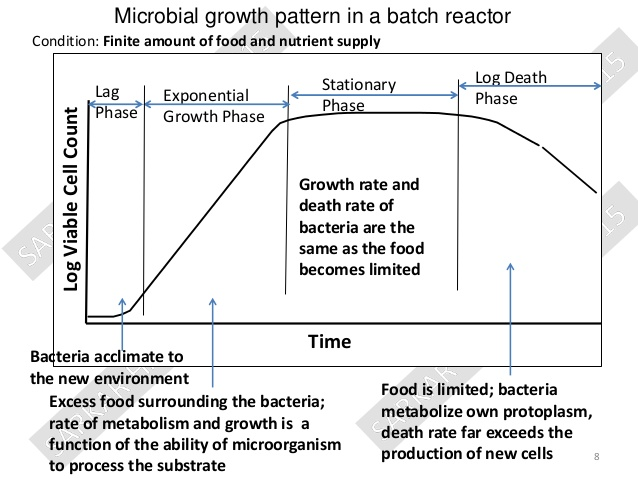 Microbial growth pattern in a batch reactor
Condition: Finite amount of food and nutrient supply
Lag
Phase
Exponential
Growth Phase
Stationary
Phase
Log Death
Phase
Log Viable Cell Count
Growth rate and
death rate of
bacteria are the
same as the food
becomes limited
Time
Bacteria acclimate to
the new environment
Excess food surrounding the bacteria;
rate of metabolism and growth is a
function of the ability of microorganism
to process the substrate
Food is limited; bacteria
metabolize own protoplasm,
death rate far exceeds the
production of new cells
8